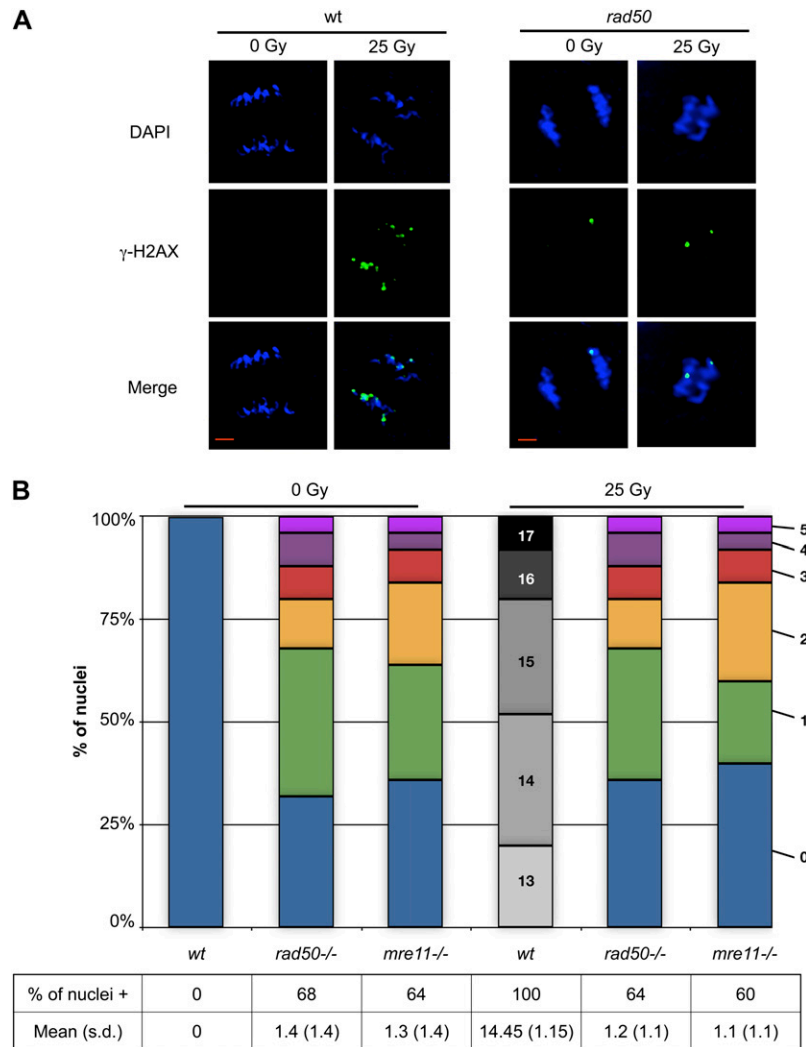 A
wt
rad50
0 Gy
25 Gy
0 Gy
25 Gy
DAPI
γ-H2AX
Merge
B
0 Gy
25 Gy
100%
75%
50%
25%
0%
% of nuclei
17
16
15
14
13
5
4
3
2
1
0
wt
rad50-/-
mre11-/-
wt
rad50-/-
mre11-/-
% of nuclei + 0 68 64 100 64 60
Mean (s.d.) 0 1.4 (1.4) 1.3 (1.4) 14.45 (1.15) 1.2 (1.1) 1.1 (1.1)